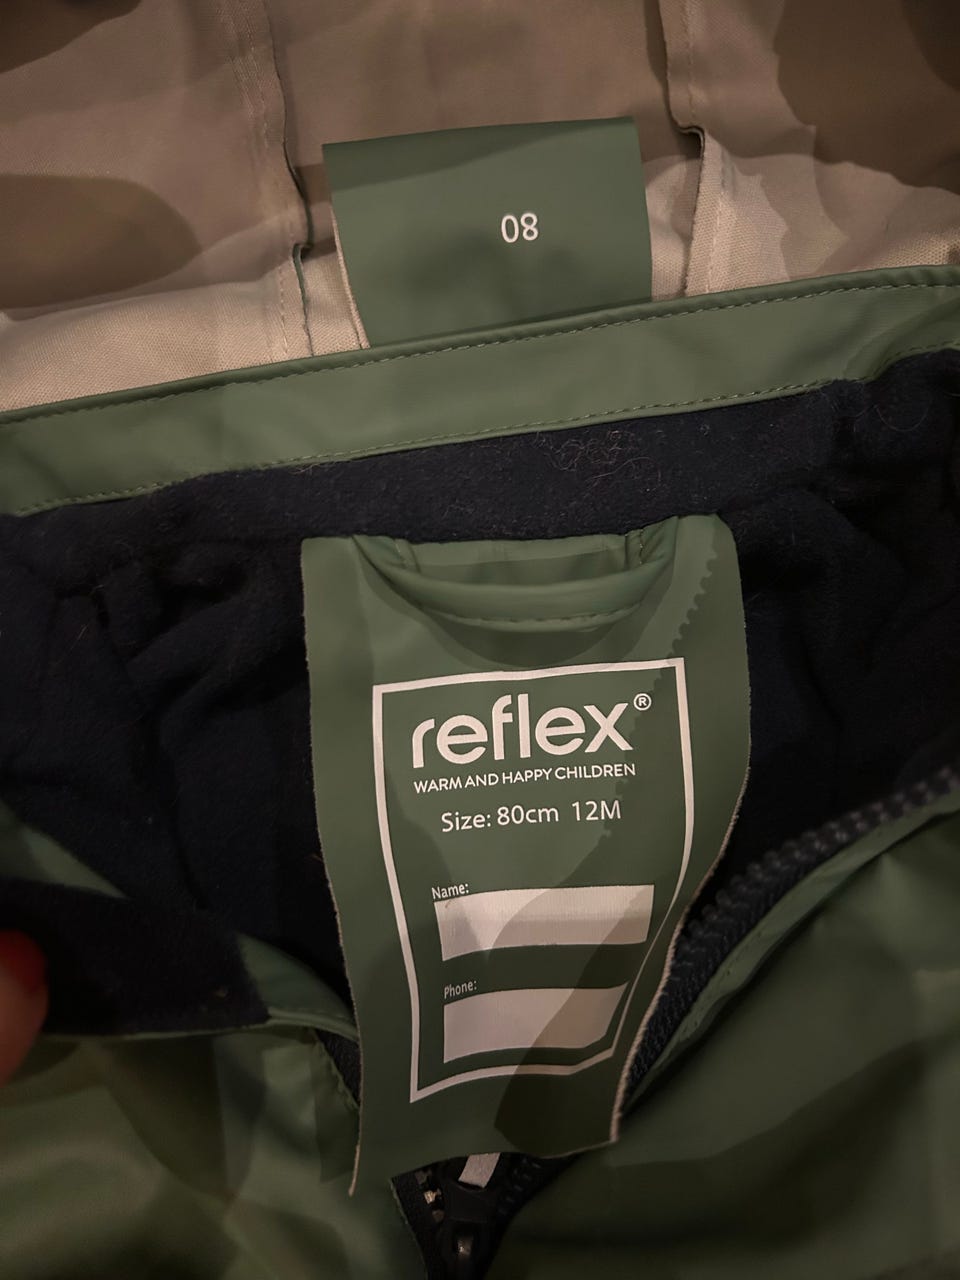 08
reflex®
WARM AND HAPPY CHILDREN
Size: 80cm 12M
Name:
Phone: